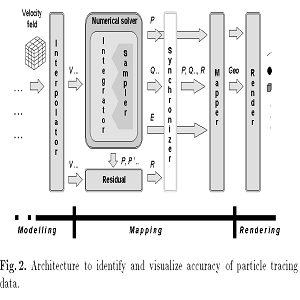 Velocity
field
Interpolator
V...
V...
Numerical solver
Integrator
Sampler
P
Q...
E
P, P'...
Residual
R
Synchronizer
P, Q..., R
Mapper
Geo
Render
Modelling
Mapping
Rendering
Fig. 2. Architecture to identify and visualize accuracy of particle tracing
data.